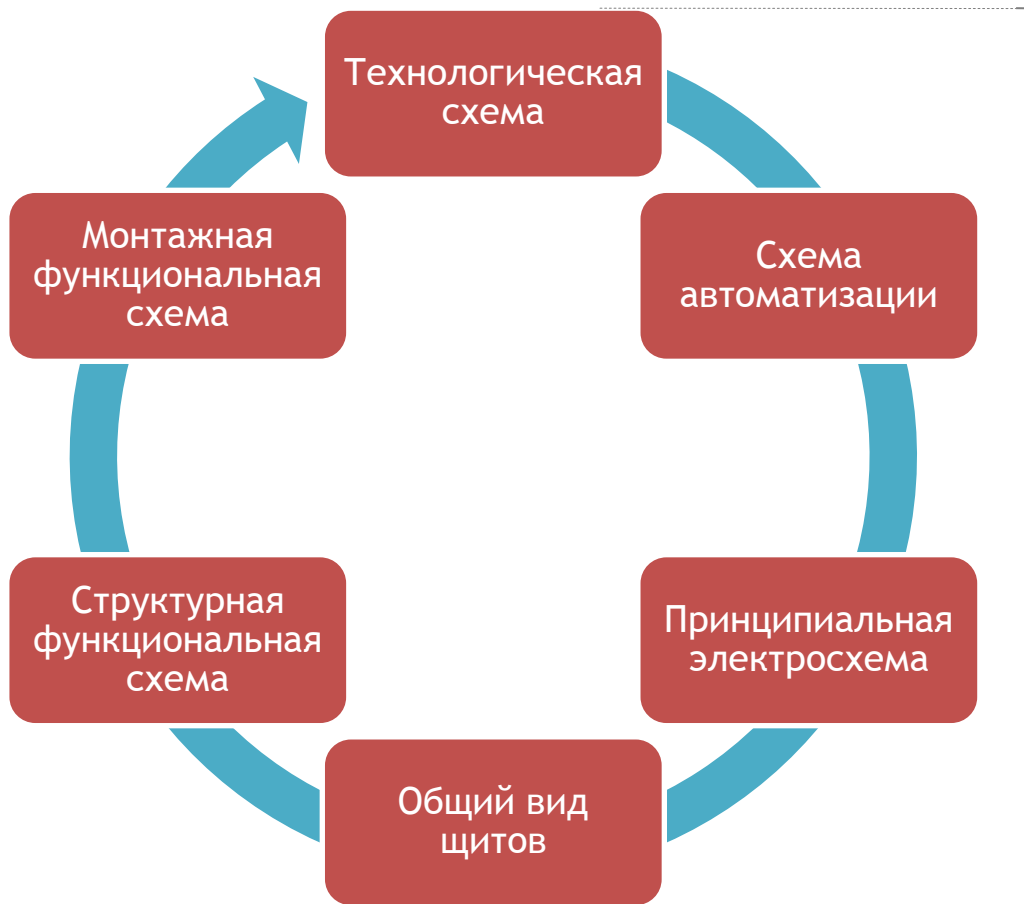 Технологическая
схема
Схема
автоматизации
Принципиальная
электросхема
Общий вид
щитов
Структурная
функциональная
схема
Монтажная
функциональная
схема